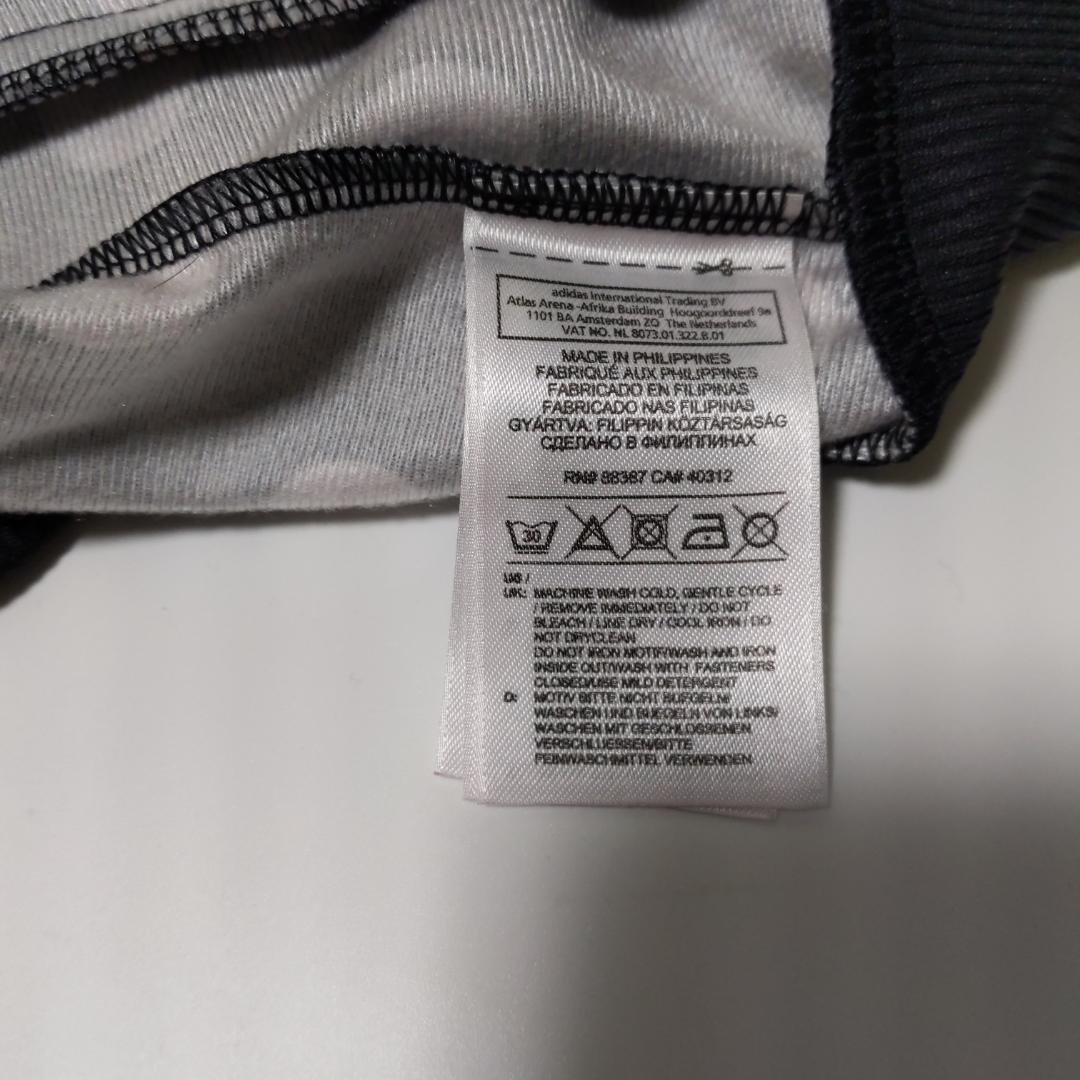 adidas International Trading BV
Atlas Arena -Afrika Building Hoogoorddreef 9a
1101 BA Amsterdam ZO The Netherlands
VAT NO. NL 8073.01.322.B.01
MADE IN PHILIPPINES
FABRIQUÉ AUX PHILIPPINES
FABRICADO EN FILIPINAS
FABRICADO NAS FILIPINAS
GYÁRTVA: FILIPPIN KÖZTÁRSASÁG
СДЕЛАНО В ФИЛИППИНАХ
RN# 88387 CA# 40312
30
US /
UK: MACHINE WASH COLD, GENTLE CYCLE
/ REMOVE IMMEDIATELY / DO NOT
BLEACH / LINE DRY / COOL IRON / DO
NOT DRYCLEAN
DO NOT IRON MOTIF/WASH AND IRON
INSIDE OUT/WASH WITH FASTENERS
CLOSED/USE MILD DETERGENT
D: MOTIV BITTE NICHT BUEGELN/
WASCHEN UND BUEGELN VON LINKS/
WASCHEN MIT GESCHLOSSENEN
VERSCHLUESSEN/BITTE
FEINWASCHMITTEL VERWENDEN